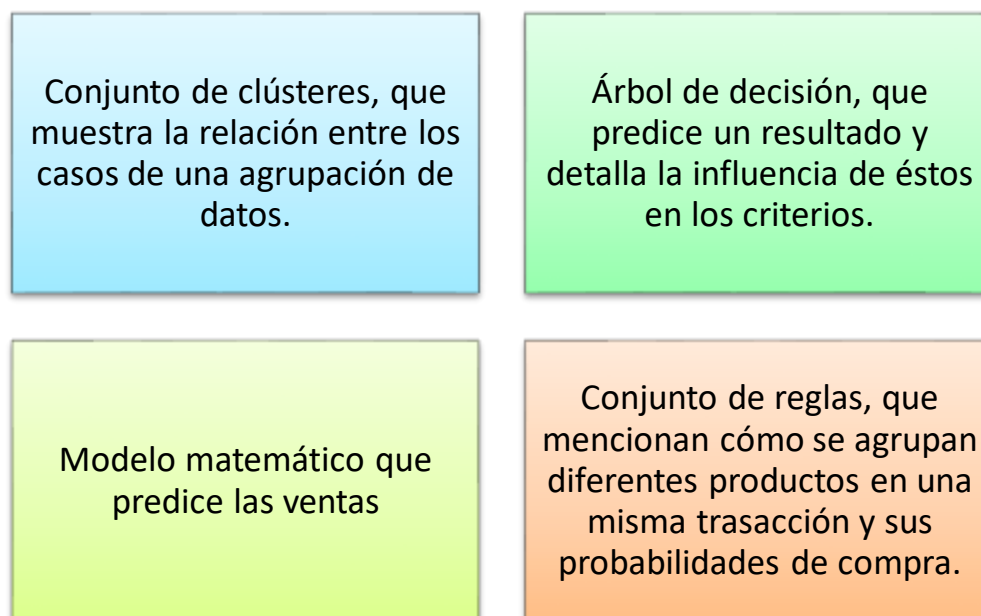 Conjunto de clústeres, que
muestra la relación entre los
casos de una agrupación de
datos.
Árbol de decisión, que
predice un resultado y
detalla la influencia de éstos
en los criterios.
Modelo matemático que
predice las ventas
Conjunto de reglas, que
mencionan cómo se agrupan
diferentes productos en una
misma trasacción y sus
probabilidades de compra.